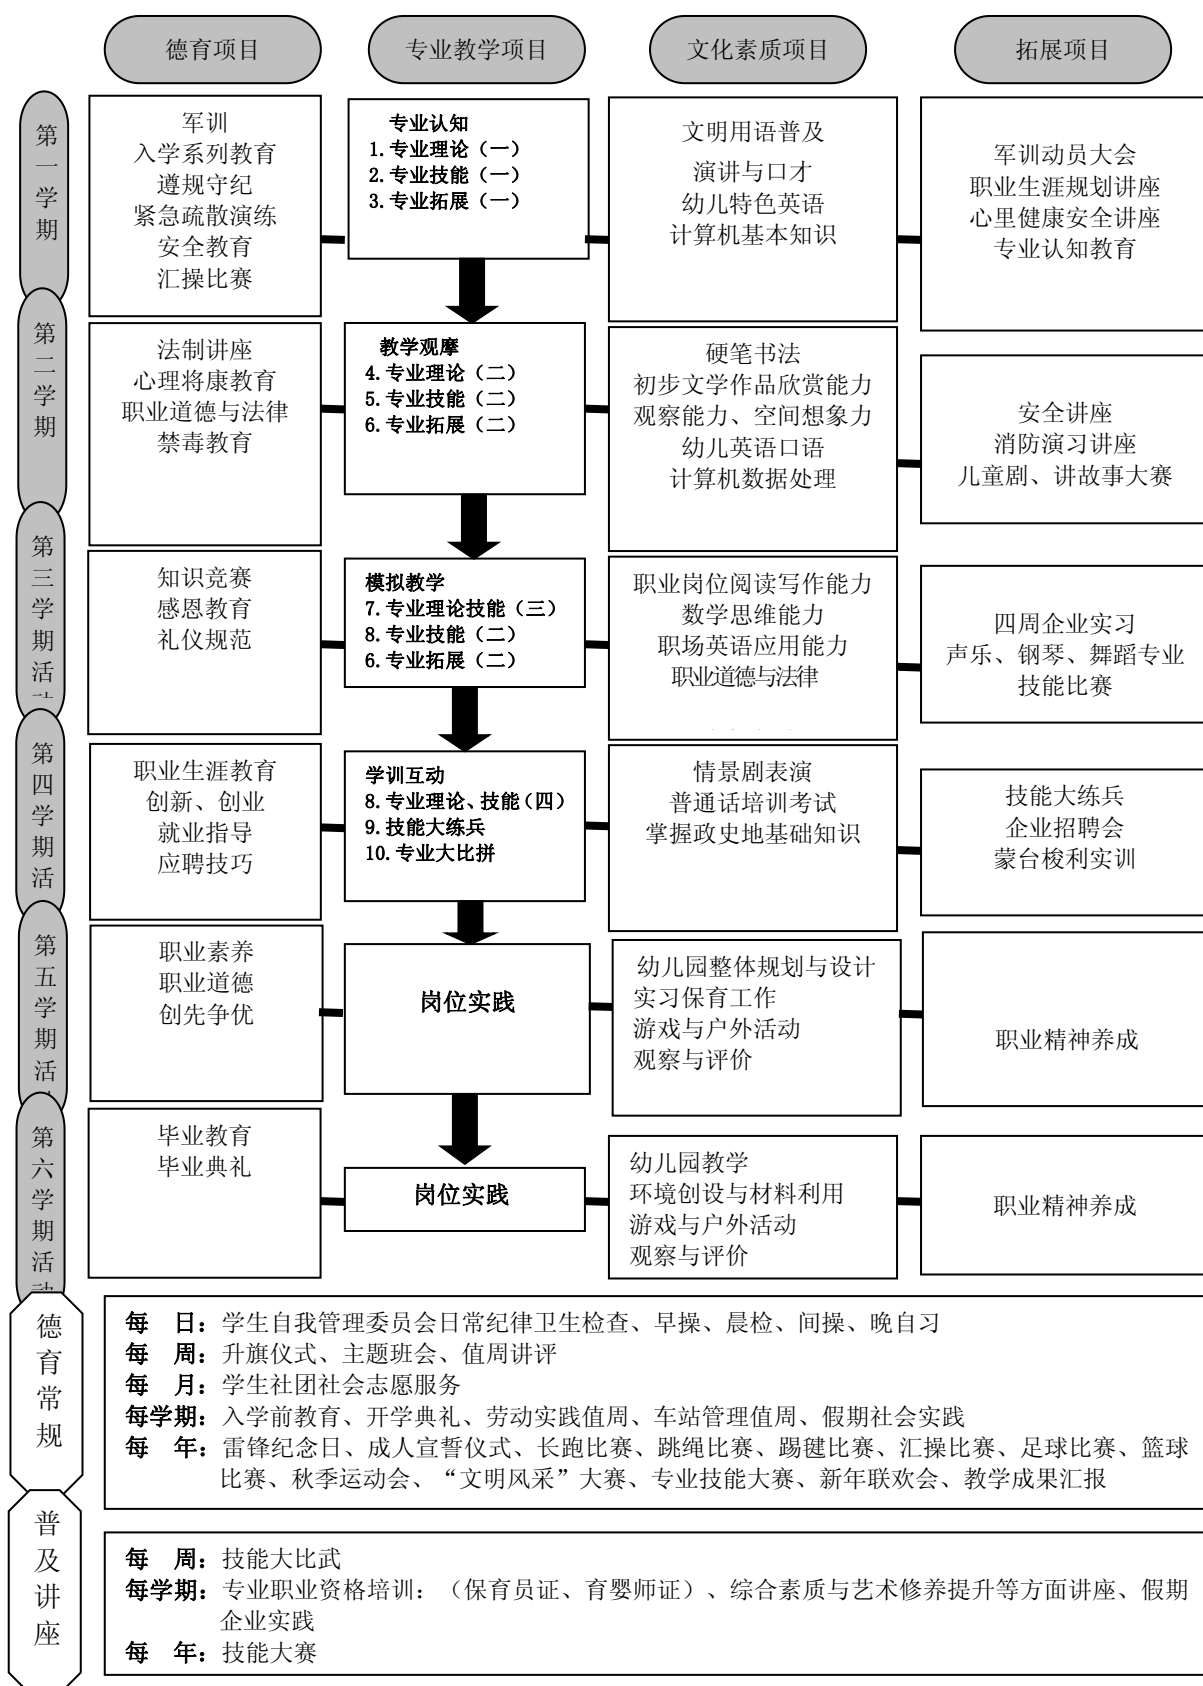 德育项目
专业教学项目
文化素质项目
拓展项目
第一学期
军训
入学系列教育
遵规守纪
紧急疏散演练
安全教育
汇操比赛
专业认知
1.专业理论（一）
2.专业技能（一）
3.专业拓展（一）
文明用语普及
演讲与口才
幼儿特色英语
计算机基本知识
军训动员大会
职业生涯规划讲座
心里健康安全讲座
专业认知教育
第二学期
法制讲座
心理将康教育
职业道德与法律
禁毒教育
教学观摩
4.专业理论（二）
5.专业技能（二）
6.专业拓展（二）
硬笔书法
初步文学作品欣赏能力
观察能力、空间想象力
幼儿英语口语
计算机数据处理
安全讲座
消防演习讲座
儿童剧、讲故事大赛
第三学期活
知识竞赛
感恩教育
礼仪规范
模拟教学
7.专业理论技能（三）
8.专业技能（二）
6.专业拓展（二）
职业岗位阅读写作能力
数学思维能力
职场英语应用能力
职业道德与法律
四周企业实习
声乐、钢琴、舞蹈专业
技能比赛
第四学期活
职业生涯教育
创新、创业
就业指导
应聘技巧
学训互动
8.专业理论、技能（四）
9.技能大练兵
10.专业大比拼
情景剧表演
普通话培训考试
掌握政史地基础知识
技能大练兵
企业招聘会
蒙台梭利实训
第五学期活
职业素养
职业道德
创先争优
岗位实践
幼儿园整体规划与设计
实习保育工作
游戏与户外活动
观察与评价
职业精神养成
第六学期活
毕业教育
毕业典礼
岗位实践
幼儿园教学
环境创设与材料利用
游戏与户外活动
观察与评价
职业精神养成
德育常规
每　日：学生自我管理委员会日常纪律卫生检查、早操、晨检、间操、晚自习
每　周：升旗仪式、主题班会、值周讲评
每　月：学生社团社会志愿服务
每学期：入学前教育、开学典礼、劳动实践值周、车站管理值周、假期社会实践
每　年：雷锋纪念日、成人宣誓仪式、长跑比赛、跳绳比赛、踢毽比赛、汇操比赛、足球比赛、篮球
比赛、秋季运动会、“文明风采”大赛、专业技能大赛、新年联欢会、教学成果汇报
普及讲座
每　周：技能大比武
每学期：专业职业资格培训：（保育员证、育婴师证）、综合素质与艺术修养提升等方面讲座、假期
企业实践
每　年：技能大赛